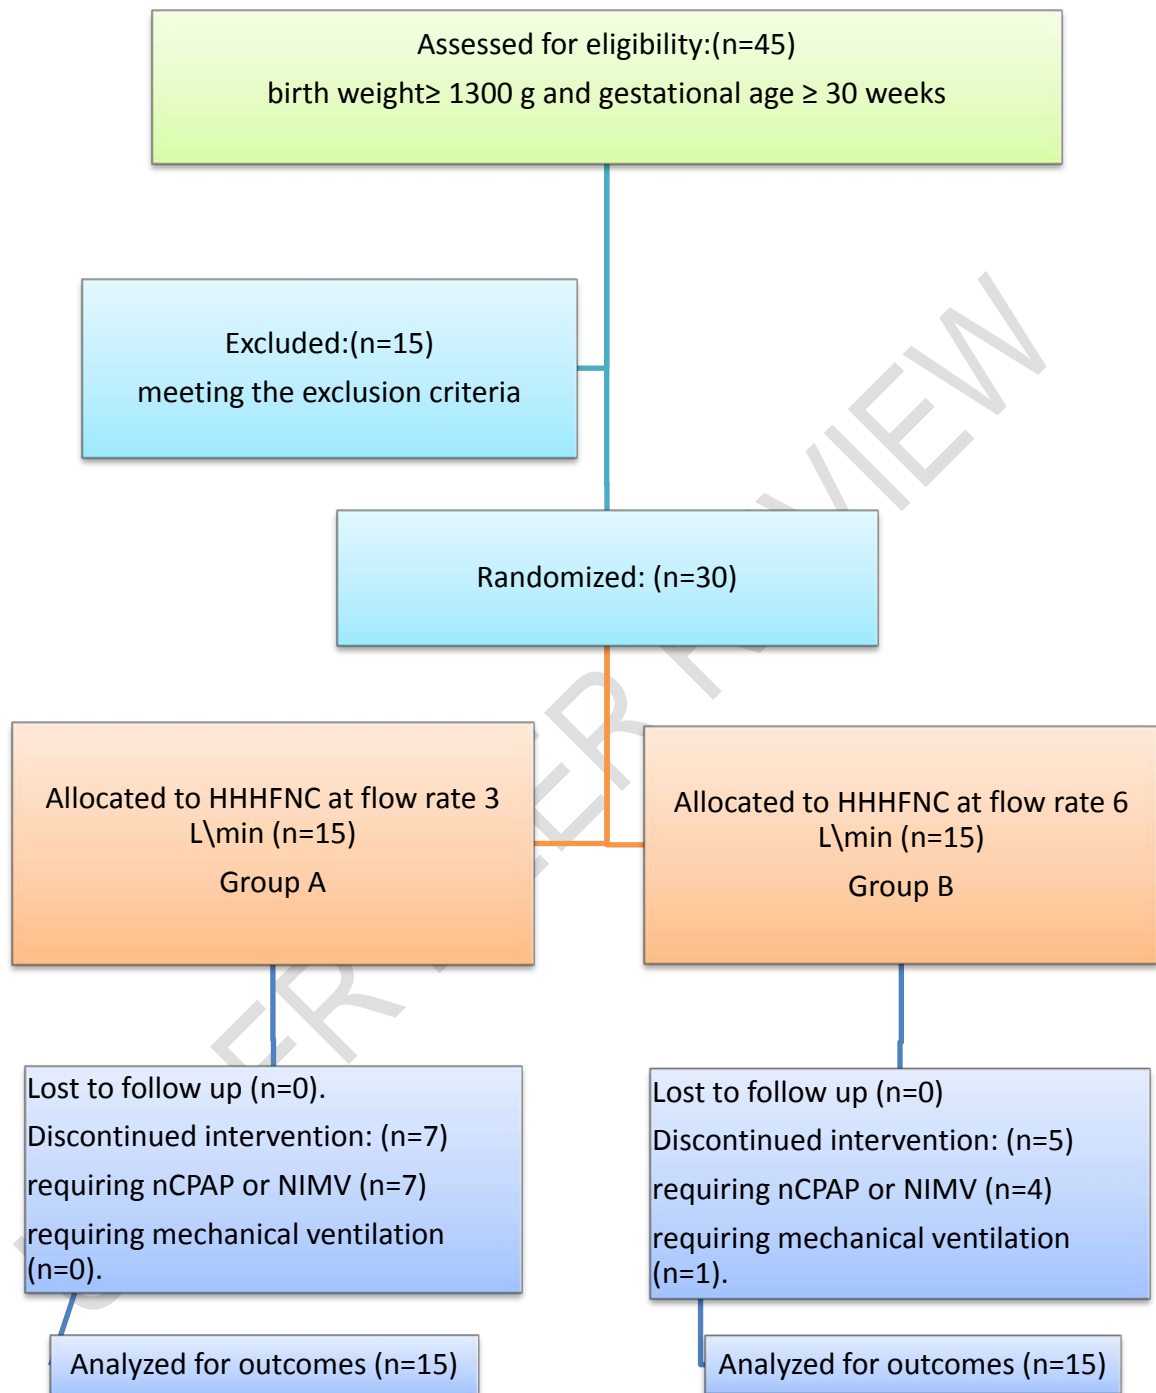 Assessed for eligibility:(n=45)
birth weight≥ 1300 g and gestational age ≥ 30 weeks
Excluded:(n=15)
meeting the exclusion criteria
Randomized: (n=30)
Allocated to HHHFNC at flow rate 3
L\min (n=15)
Group A
Allocated to HHHFNC at flow rate 6
L\min (n=15)
Group B
Lost to follow up (n=0).
Discontinued intervention: (n=7)
requiring nCPAP or NIMV (n=7)
requiring mechanical ventilation
(n=0).
Lost to follow up (n=0)
Discontinued intervention: (n=5)
requiring nCPAP or NIMV (n=4)
requiring mechanical ventilation
(n=1).
Analyzed for outcomes (n=15)
Analyzed for outcomes (n=15)